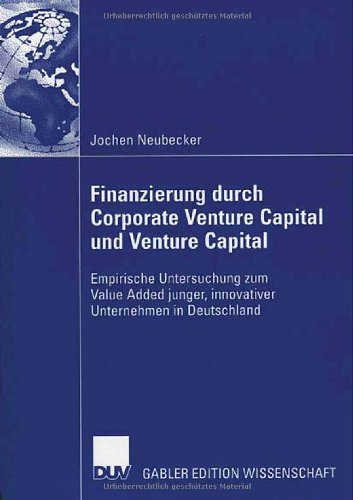 Urheberrechtlich geschütztes Material
Jochen Neubecker
Finanzierung durch
Corporate Venture Capital
und Venture Capital
Empirische Untersuchung zum
Value Added junger, innovativer
Unternehmen in Deutschland
DUV
GABLER EDITION WISSENSCHAFT
Urheberrechtlich geschütztes Material